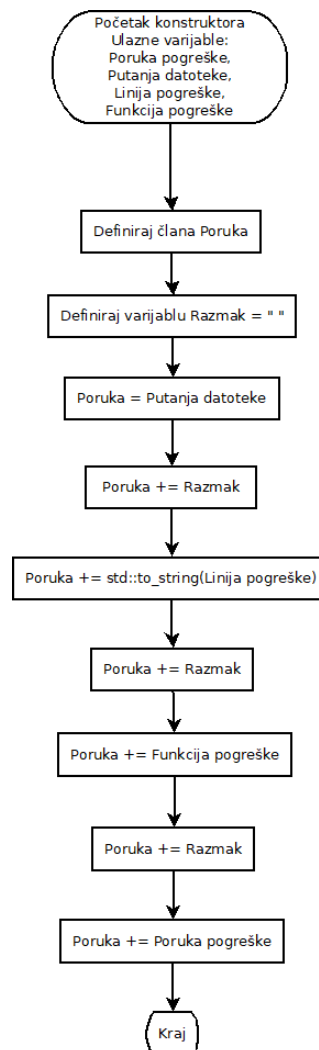 Početak konstruktora
Ulazne varijable:
Poruka pogreške,
Putanja datoteke,
Linija pogreške,
Funkcija pogreške
Definiraj člana Poruka
Definiraj varijablu Razmak = " "
Poruka = Putanja datoteke
Poruka += Razmak
Poruka += std::to_string(Linija pogreške)
Poruka += Razmak
Poruka += Funkcija pogreške
Poruka += Razmak
Poruka += Poruka pogreške
Kraj